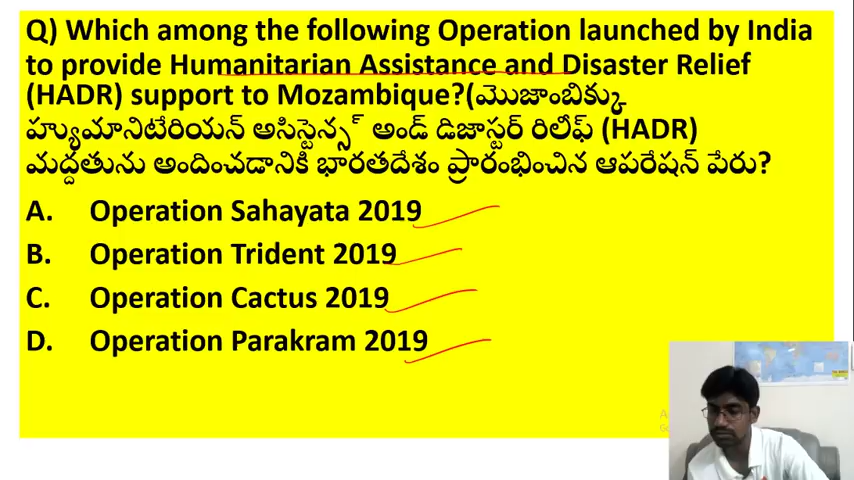 Q) Which among the following Operation launched by India
to provide Humanitarian Assistance and Disaster Relief
(HADR) support to Mozambique?(మొజాంబిక్కు
హ్యుమానిటేరియన్ అసిస్టెన్స్ అండ్ డిజాస్టర్ రిలీఫ్ (HADR)
మద్దతును అందించడానికి భారతదేశం ప్రారంభించిన ఆపరేషన్ పేరు?
A. Operation Sahayata 2019
B. Operation Trident 2019
C. Operation Cactus 2019
D. Operation Parakram 2019